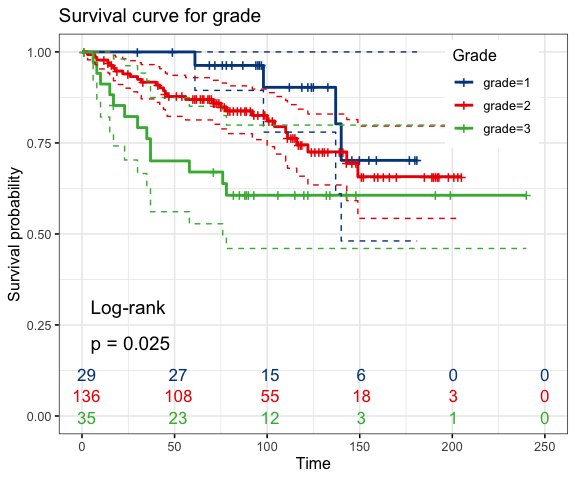 Survival curve for grade
Survival probability
1.00
0.75
0.50
0.25
0.00
Grade
grade=1
grade=2
grade=3
Log-rank
p = 0.025
29 27 15 6 0 0
136 108 55 18 3 0
35 23 12 3 1 0
0 50 100 150 200 250
Time